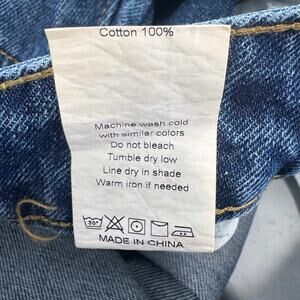 Cotton 100%
Machine wash cold
with similar colors
Do not bleach
Tumble dry low
Line dry in shade
Warm iron if needed
30°
MADE IN CHINA